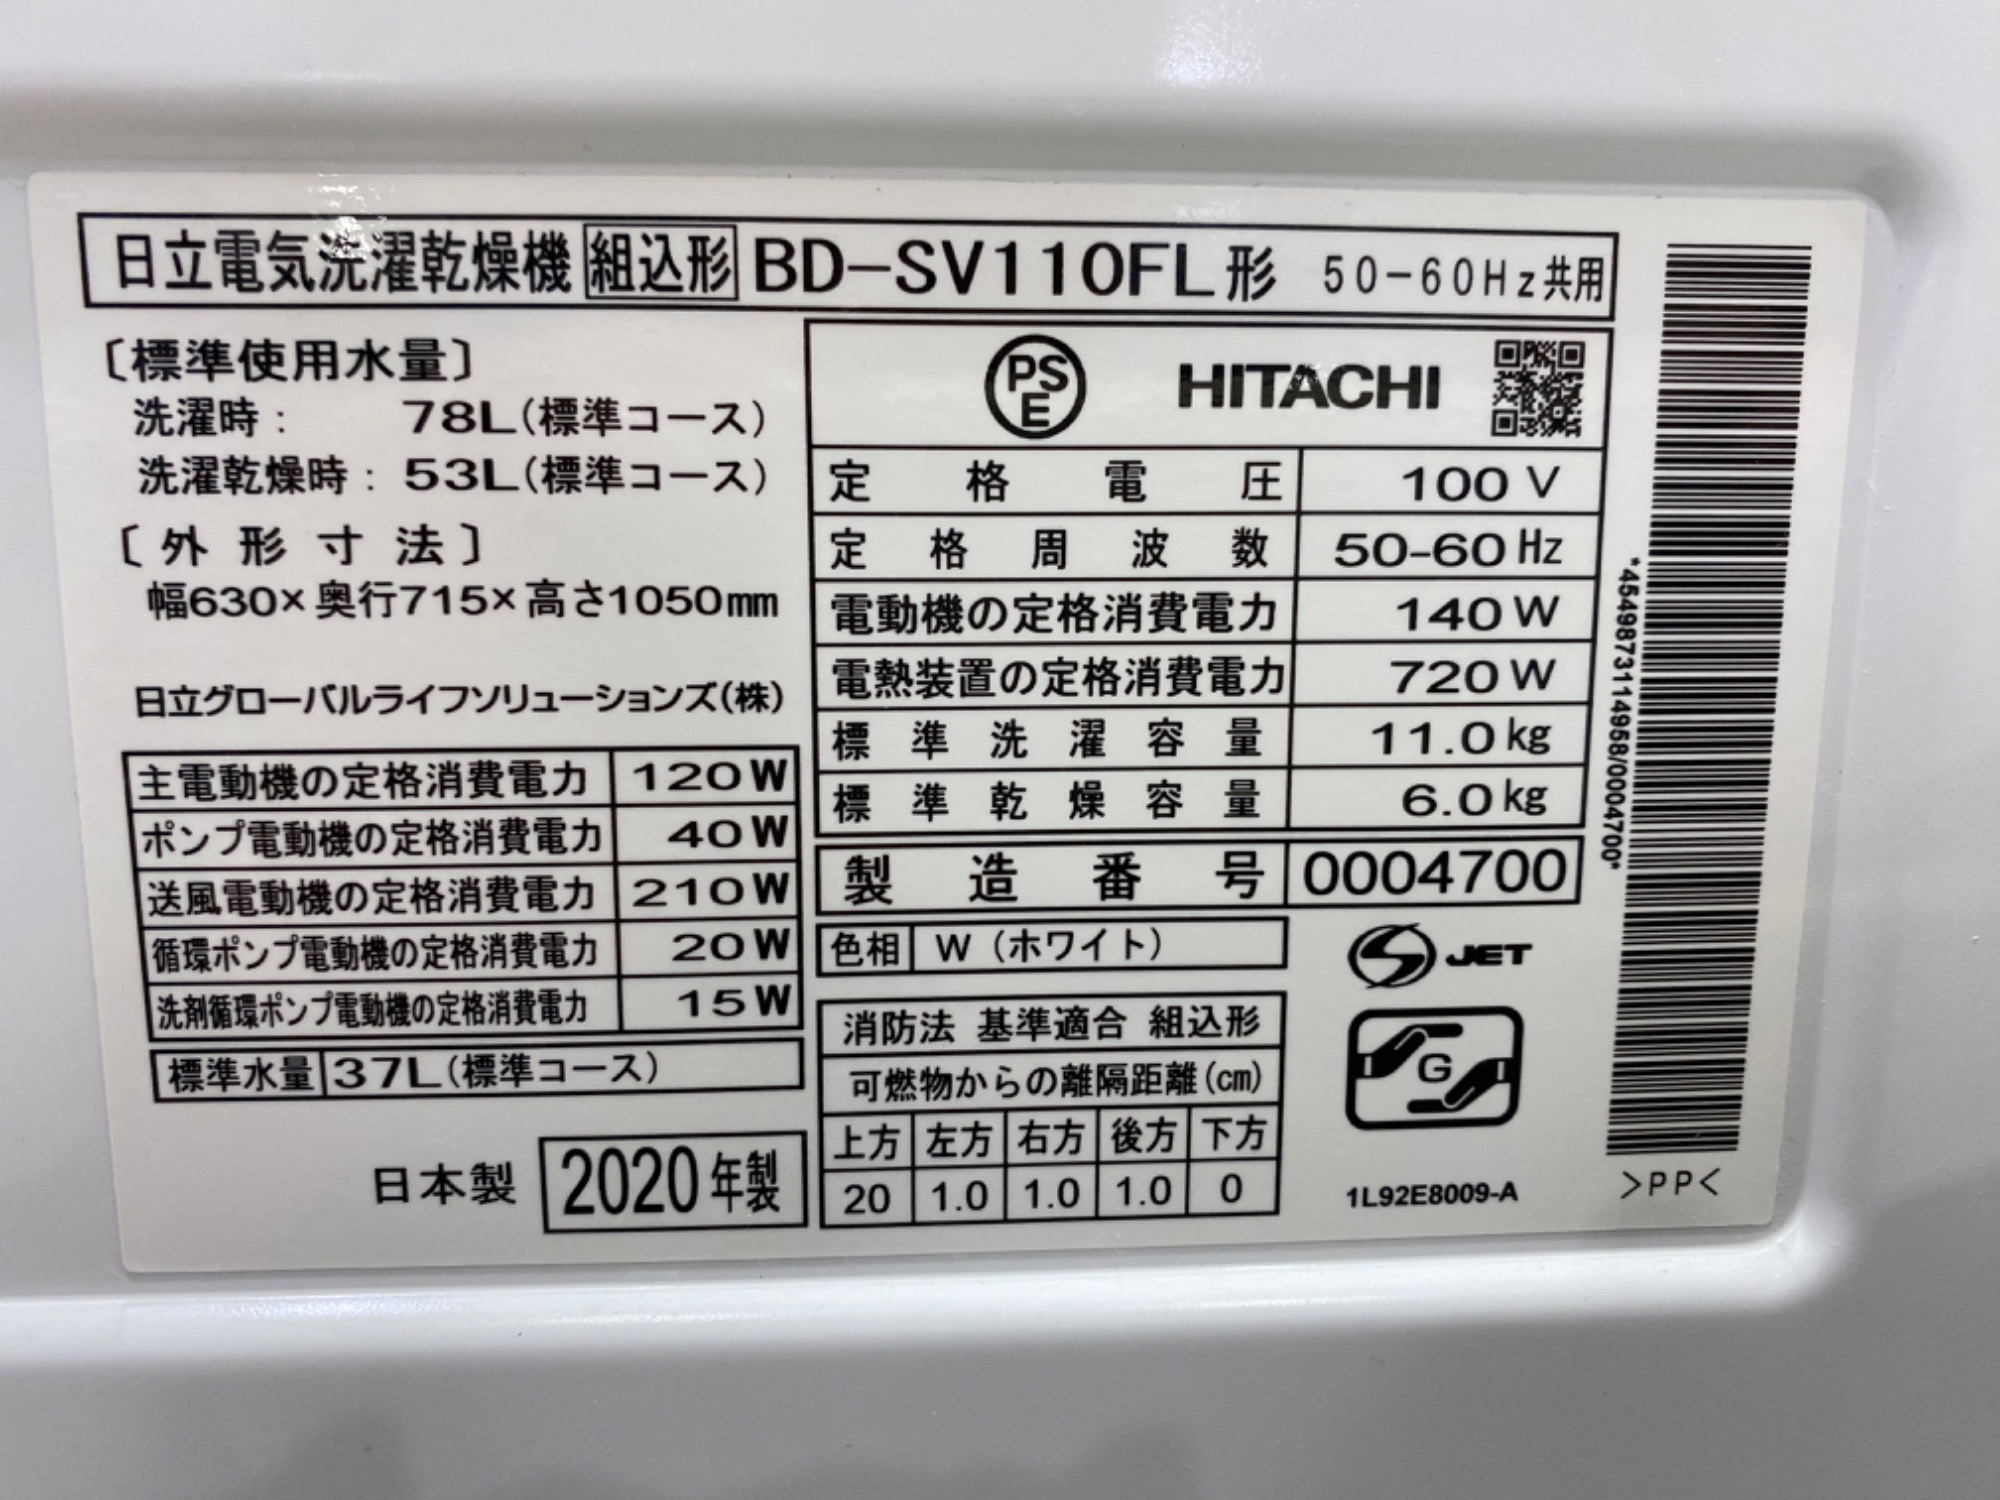 日立電気洗濯乾燥機 組込形 BD-SV110FL形 50-60Hz共用
〔標準使用水量〕
洗濯時: 78L(標準コース)
洗濯乾燥時: 53L(標準コース)
〔外形寸法〕
幅630×奥行715×高さ1050mm
日立グローバルライフソリューションズ(株)
主電動機の定格消費電力 120W
ポンプ電動機の定格消費電力 40W
送風電動機の定格消費電力 210W
循環ポンプ電動機の定格消費電力 20W
洗剤循環ポンプ電動機の定格消費電力 15W
標準水量 37L(標準コース)
日本製 2020年製
PSE HITACHI
定格電圧 100V
定格周波数 50-60Hz
電動機の定格消費電力 140W
電熱装置の定格消費電力 720W
標準洗濯容量 11.0kg
標準乾燥容量 6.0kg
製造番号 0004700
色相 W(ホワイト)
消防法 基準適合 組込形
可燃物からの離隔距離(cm)
上方 左方 右方 後方 下方
20 1.0 1.0 1.0 0
S JET
G
1L92E8009-A
*4549873114958/0004700*
>PP<